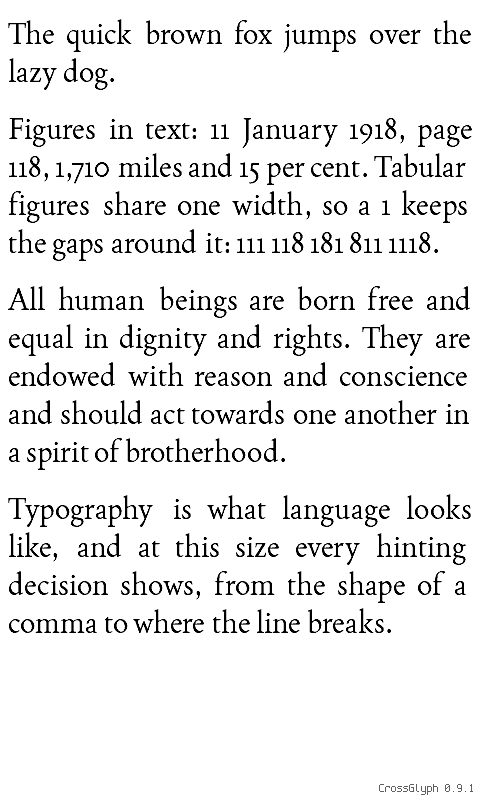 The quick brown fox jumps over the
lazy dog.
Figures in text: 11 January 1918, page
118, 1,710 miles and 15 per cent. Tabular
figures share one width, so a 1 keeps
the gaps around it: 111 118 181 811 1118.
All human beings are born free and
equal in dignity and rights. They are
endowed with reason and conscience
and should act towards one another in
a spirit of brotherhood.
Typography is what language looks
like, and at this size every hinting
decision shows, from the shape of a
comma to where the line breaks.
CrossGlyph 0.9.1